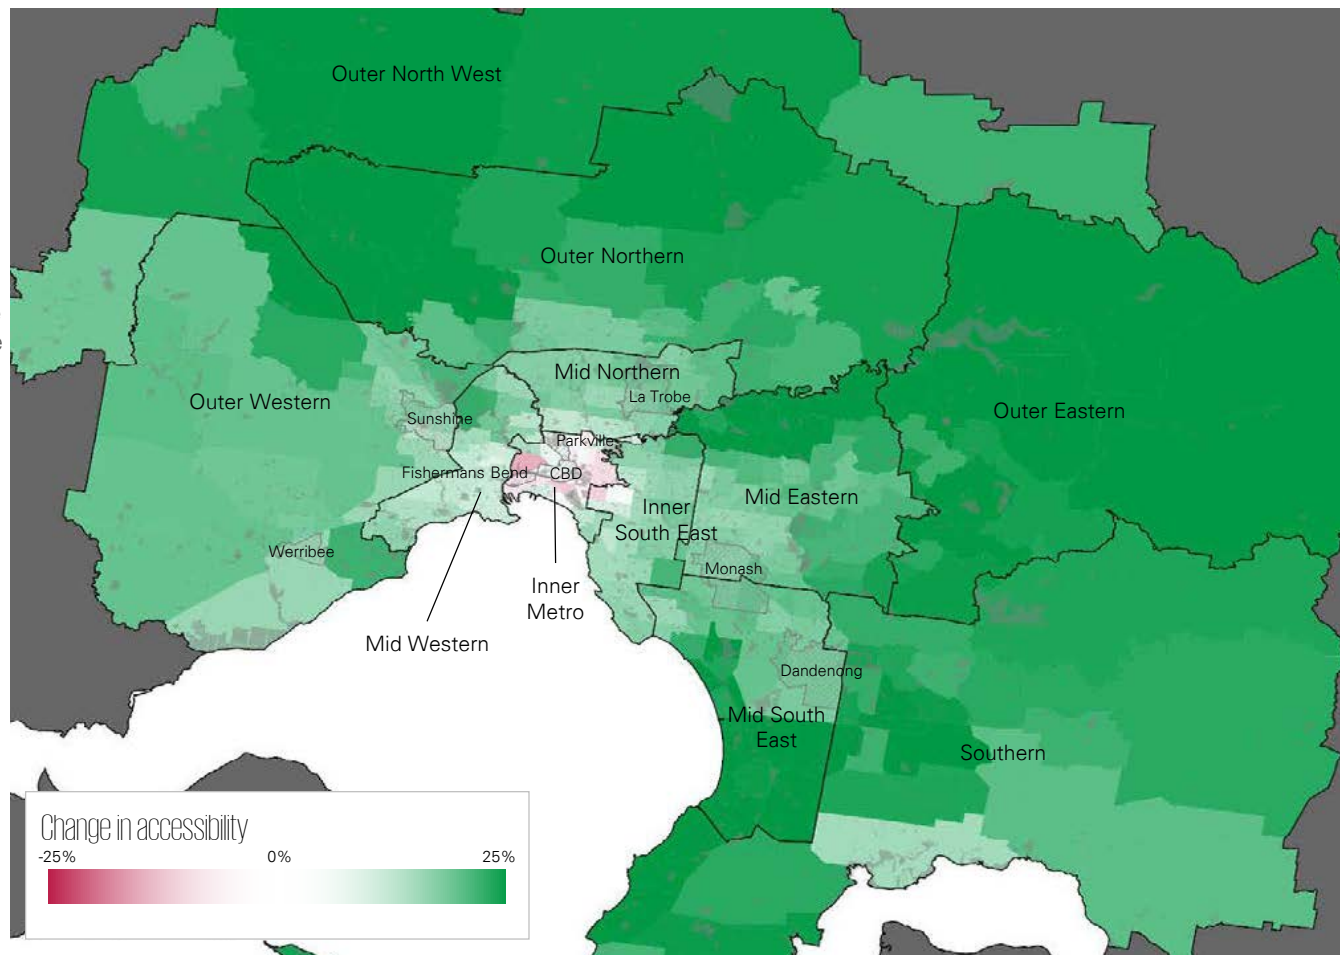 Outer North West
Outer Northern
Mid Northern
La Trobe
Outer Western
Sunshine
Outer Eastern
Parkville
Fishermans Bend
CBD
Mid Eastern
Inner
South East
Werribee
Monash
Inner
Metro
Mid Western
Dandenong
Mid South
East
Southern
Change in accessibility
-25%
0%
25%